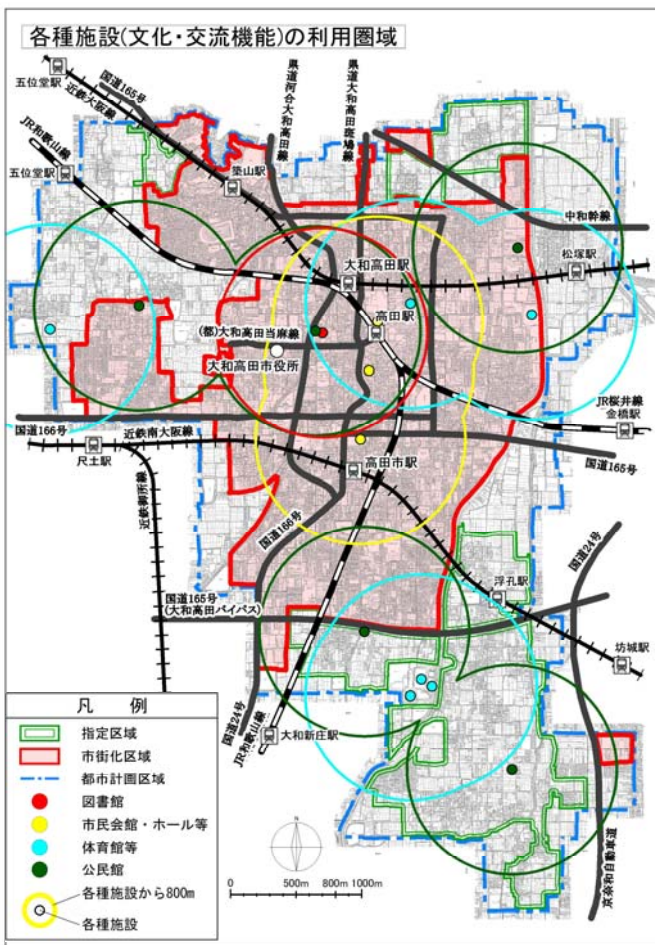 各種施設(文化・交流機能)の利用圏域
五位堂駅
国道165号
近鉄大阪線
県道河合大和高田線
県道大和高田斑鳩線
JR和歌山線
五位堂駅
築山駅
中和幹線
大和高田駅
松塚駅
高田駅
(都)大和高田当麻線
大和高田市役所
JR桜井線
金橋駅
国道166号
近鉄南大阪線
尺土駅
高田市駅
国道165号
近鉄御所線
国道166号
国道24号
浮孔駅
国道165号
(大和高田バイパス)
坊城駅
国道24号
JR和歌山線
大和新庄駅
京奈和自動車道
凡 例
指定区域
市街化区域
都市計画区域
図書館
市民会館・ホール等
体育館等
公民館
各種施設から800m
各種施設
N
0 500m 800m 1000m